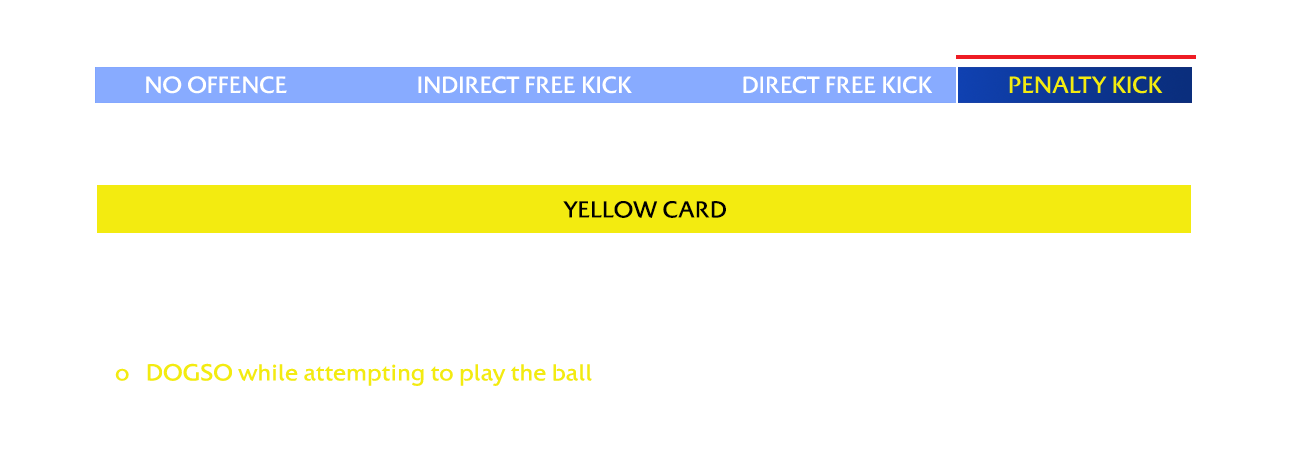 NO OFFENCE INDIRECT FREE KICK DIRECT FREE KICK PENALTY KICK
YELLOW CARD
o DOGSO while attempting to play the ball